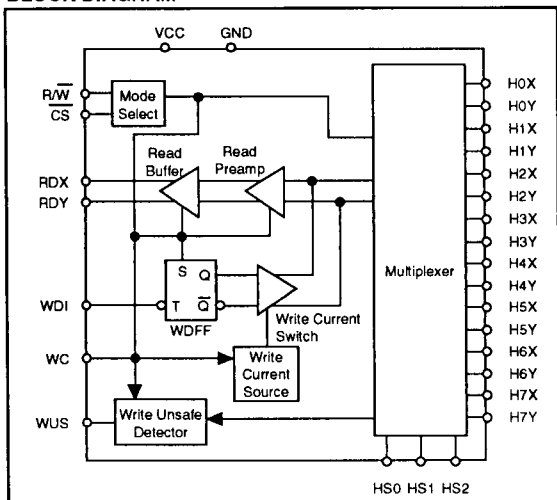 BLOCK DIAGRAM
VCC GND
R/W̅
C̅S̅
Mode
Select
Read
Buffer
Read
Preamp
RDX
RDY
S Q
T Q̅
WDFF
WDI
Write Current
Switch
WC
Write
Current
Source
WUS
Write Unsafe
Detector
Multiplexer
H0X
H0Y
H1X
H1Y
H2X
H2Y
H3X
H3Y
H4X
H4Y
H5X
H5Y
H6X
H6Y
H7X
H7Y
HS0 HS1 HS2